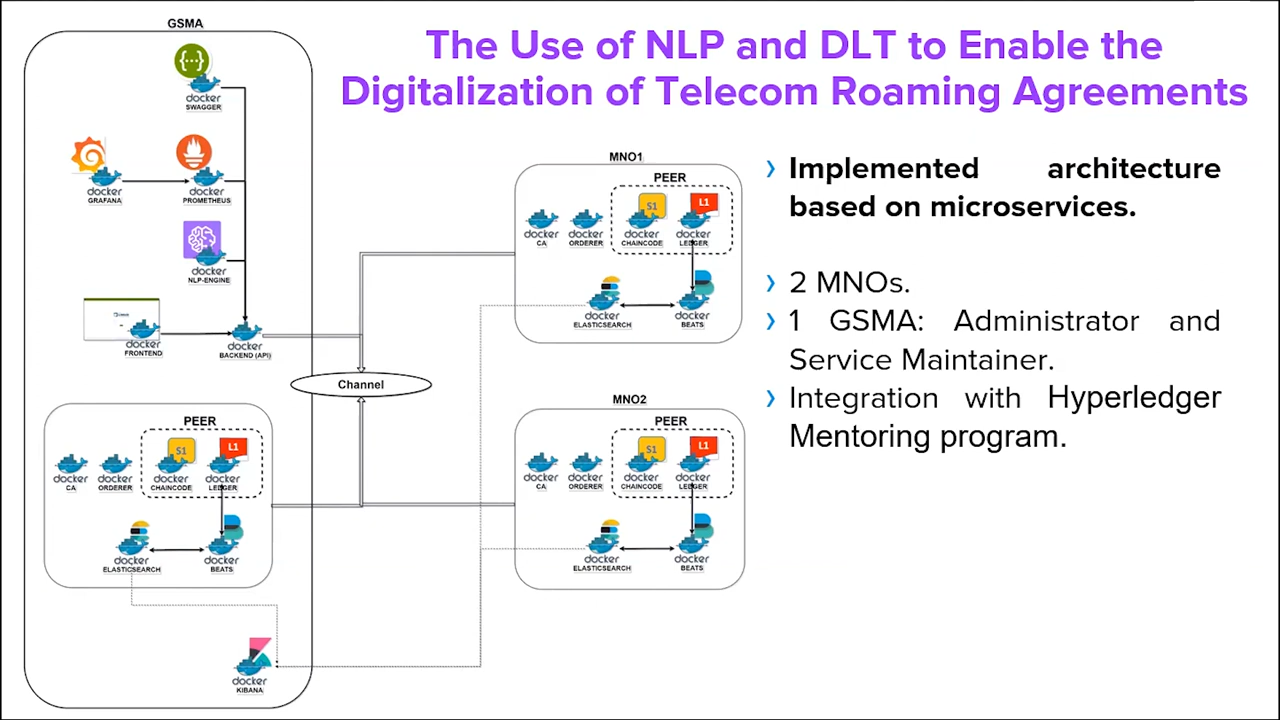 GSMA
The Use of NLP and DLT to Enable the
Digitalization of Telecom Roaming Agreements
docker
SWAGGER
docker
GRAFANA
docker
PROMETHEUS
docker
NLP-ENGINE
docker
FRONTEND
docker
BACKEND (API)
Channel
PEER
S1
L1
docker
CA
docker
ORDERER
docker
CHAINCODE
docker
LEDGER
docker
ELASTICSEARCH
docker
BEATS
docker
KIBANA
MNO1
PEER
S1
L1
docker
CA
docker
ORDERER
docker
CHAINCODE
docker
LEDGER
docker
ELASTICSEARCH
docker
BEATS
MNO2
PEER
S1
L1
docker
CA
docker
ORDERER
docker
CHAINCODE
docker
LEDGER
docker
ELASTICSEARCH
docker
BEATS
› Implemented architecture
based on microservices.
› 2 MNOs.
› 1 GSMA: Administrator and
Service Maintainer.
› Integration with Hyperledger
Mentoring program.